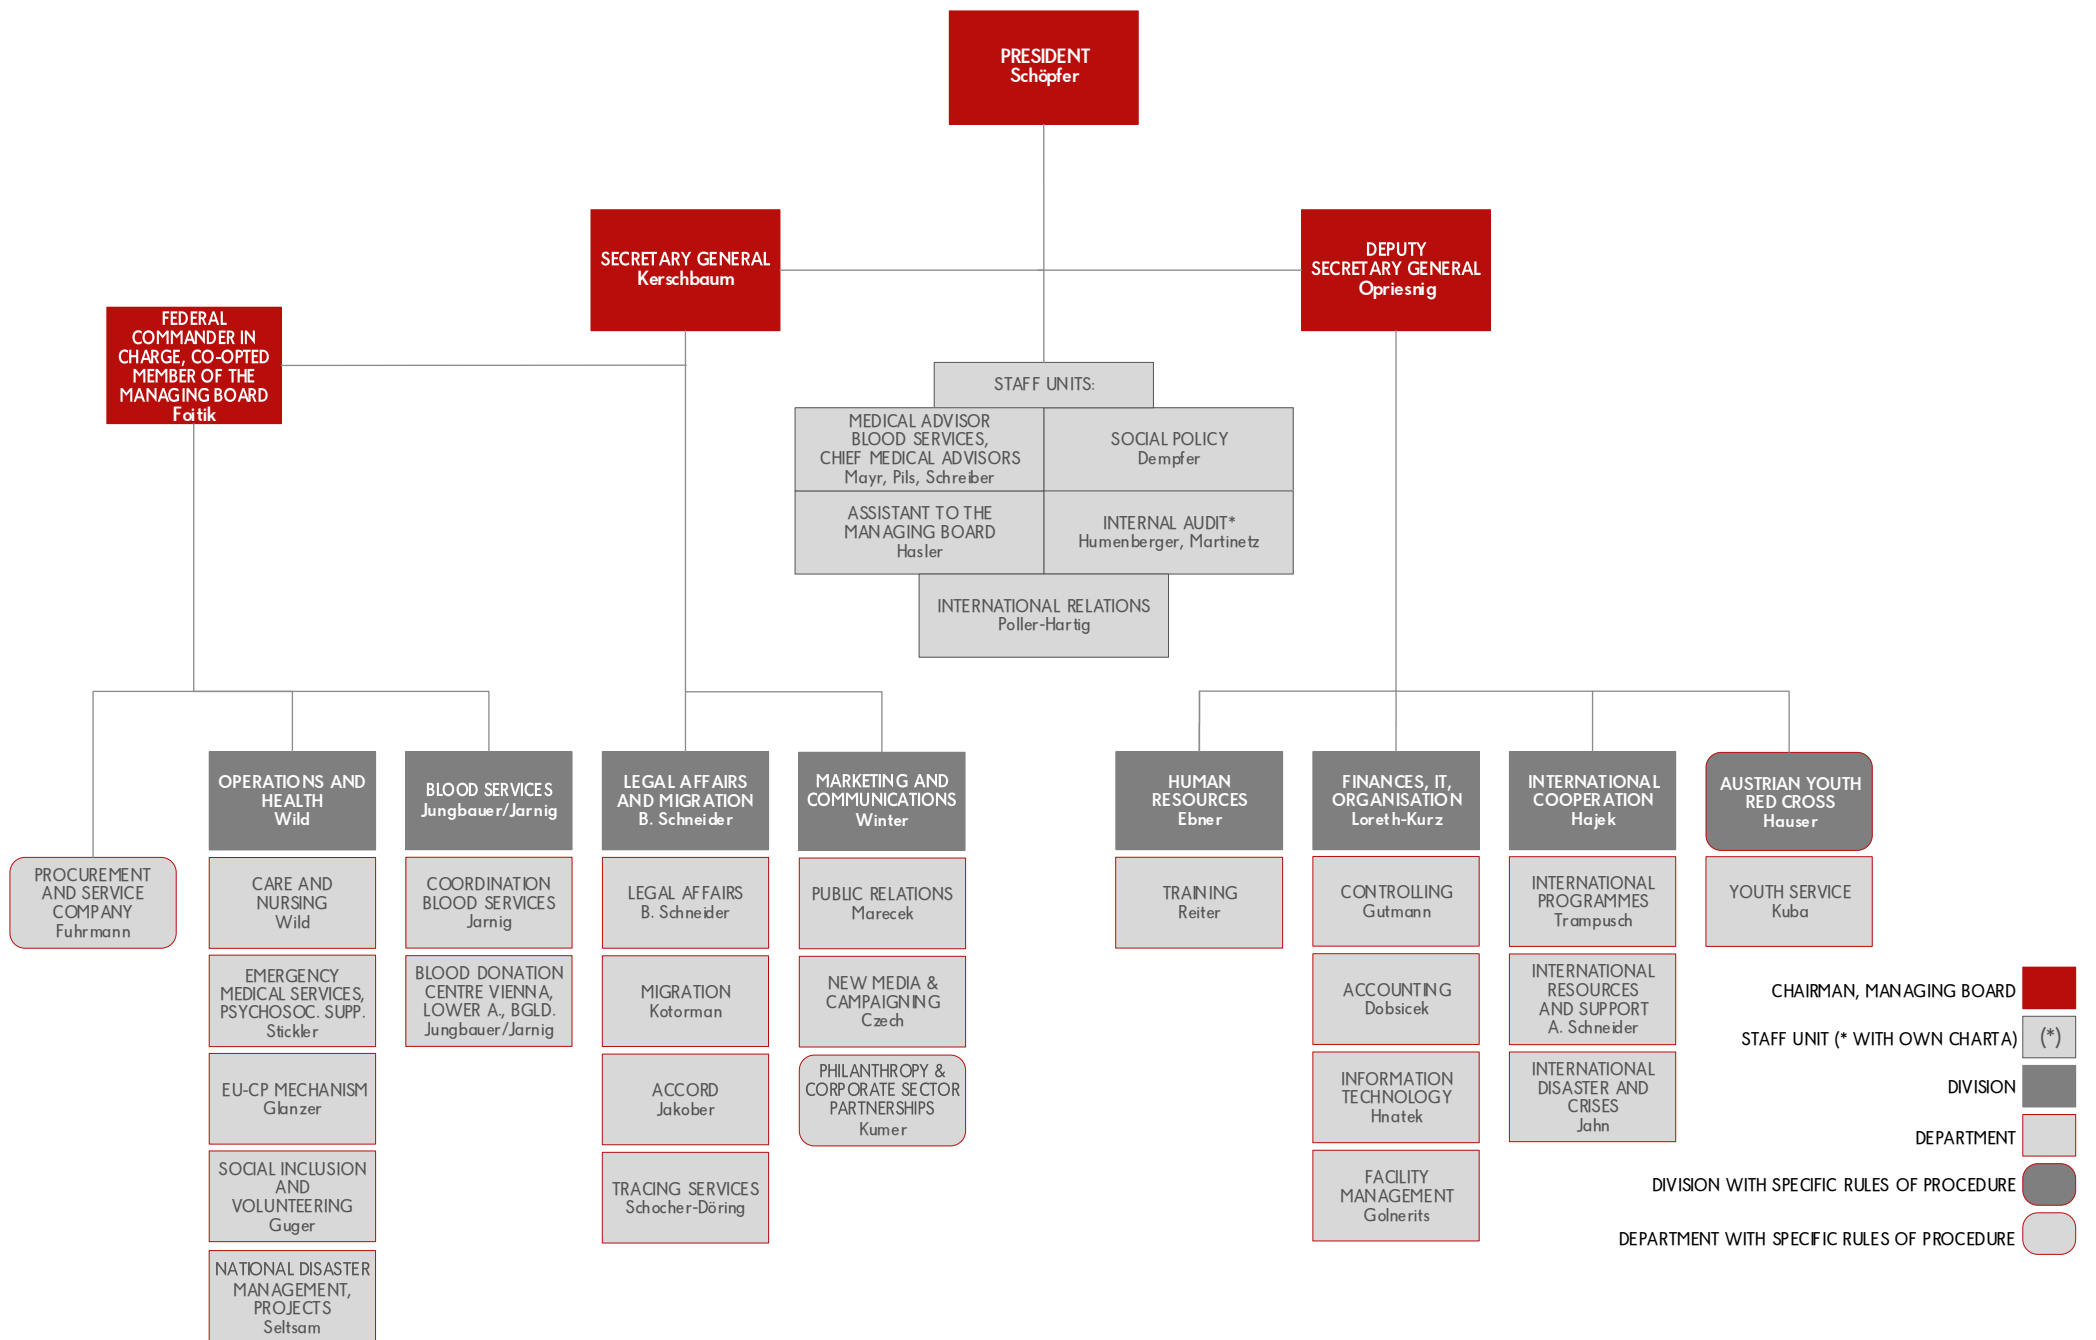 PRESIDENT
Schöpfer
SECRETARY GENERAL
Kerschbaum
DEPUTY
SECRETARY GENERAL
Opriesnig
FEDERAL
COMMANDER IN
CHARGE, CO-OPTED
MEMBER OF THE
MANAGING BOARD
Foitik
STAFF UNITS:
MEDICAL ADVISOR
BLOOD SERVICES,
CHIEF MEDICAL ADVISORS
Mayr, Pils, Schreiber
SOCIAL POLICY
Dempfer
ASSISTANT TO THE
MANAGING BOARD
Hasler
INTERNAL AUDIT*
Humenberger, Martinetz
INTERNATIONAL RELATIONS
Poller-Hartig
PROCUREMENT
AND SERVICE
COMPANY
Fuhrmann
OPERATIONS AND
HEALTH
Wild
CARE AND
NURSING
Wild
EMERGENCY
MEDICAL SERVICES,
PSYCHOSOC. SUPP.
Stickler
EU-CP MECHANISM
Glanzer
SOCIAL INCLUSION
AND
VOLUNTEERING
Guger
NATIONAL DISASTER
MANAGEMENT,
PROJECTS
Seltsam
BLOOD SERVICES
Jungbauer/Jarnig
COORDINATION
BLOOD SERVICES
Jarnig
BLOOD DONATION
CENTRE VIENNA,
LOWER A., BGLD.
Jungbauer/Jarnig
LEGAL AFFAIRS
AND MIGRATION
B. Schneider
LEGAL AFFAIRS
B. Schneider
MIGRATION
Kotorman
ACCORD
Jakober
TRACING SERVICES
Schocher-Döring
MARKETING AND
COMMUNICATIONS
Winter
PUBLIC RELATIONS
Marecek
NEW MEDIA &
CAMPAIGNING
Czech
PHILANTHROPY &
CORPORATE SECTOR
PARTNERSHIPS
Kumer
HUMAN
RESOURCES
Ebner
TRAINING
Reiter
FINANCES, IT,
ORGANISATION
Loreth-Kurz
CONTROLLING
Gutmann
ACCOUNTING
Dobsicek
INFORMATION
TECHNOLOGY
Hnatek
FACILITY
MANAGEMENT
Golnerits
INTERNATIONAL
COOPERATION
Hajek
INTERNATIONAL
PROGRAMMES
Trampusch
INTERNATIONAL
RESOURCES
AND SUPPORT
A. Schneider
INTERNATIONAL
DISASTER AND
CRISES
Jahn
AUSTRIAN YOUTH
RED CROSS
Hauser
YOUTH SERVICE
Kuba
CHAIRMAN, MANAGING BOARD
STAFF UNIT (* WITH OWN CHARTA) (*)
DIVISION
DEPARTMENT
DIVISION WITH SPECIFIC RULES OF PROCEDURE
DEPARTMENT WITH SPECIFIC RULES OF PROCEDURE